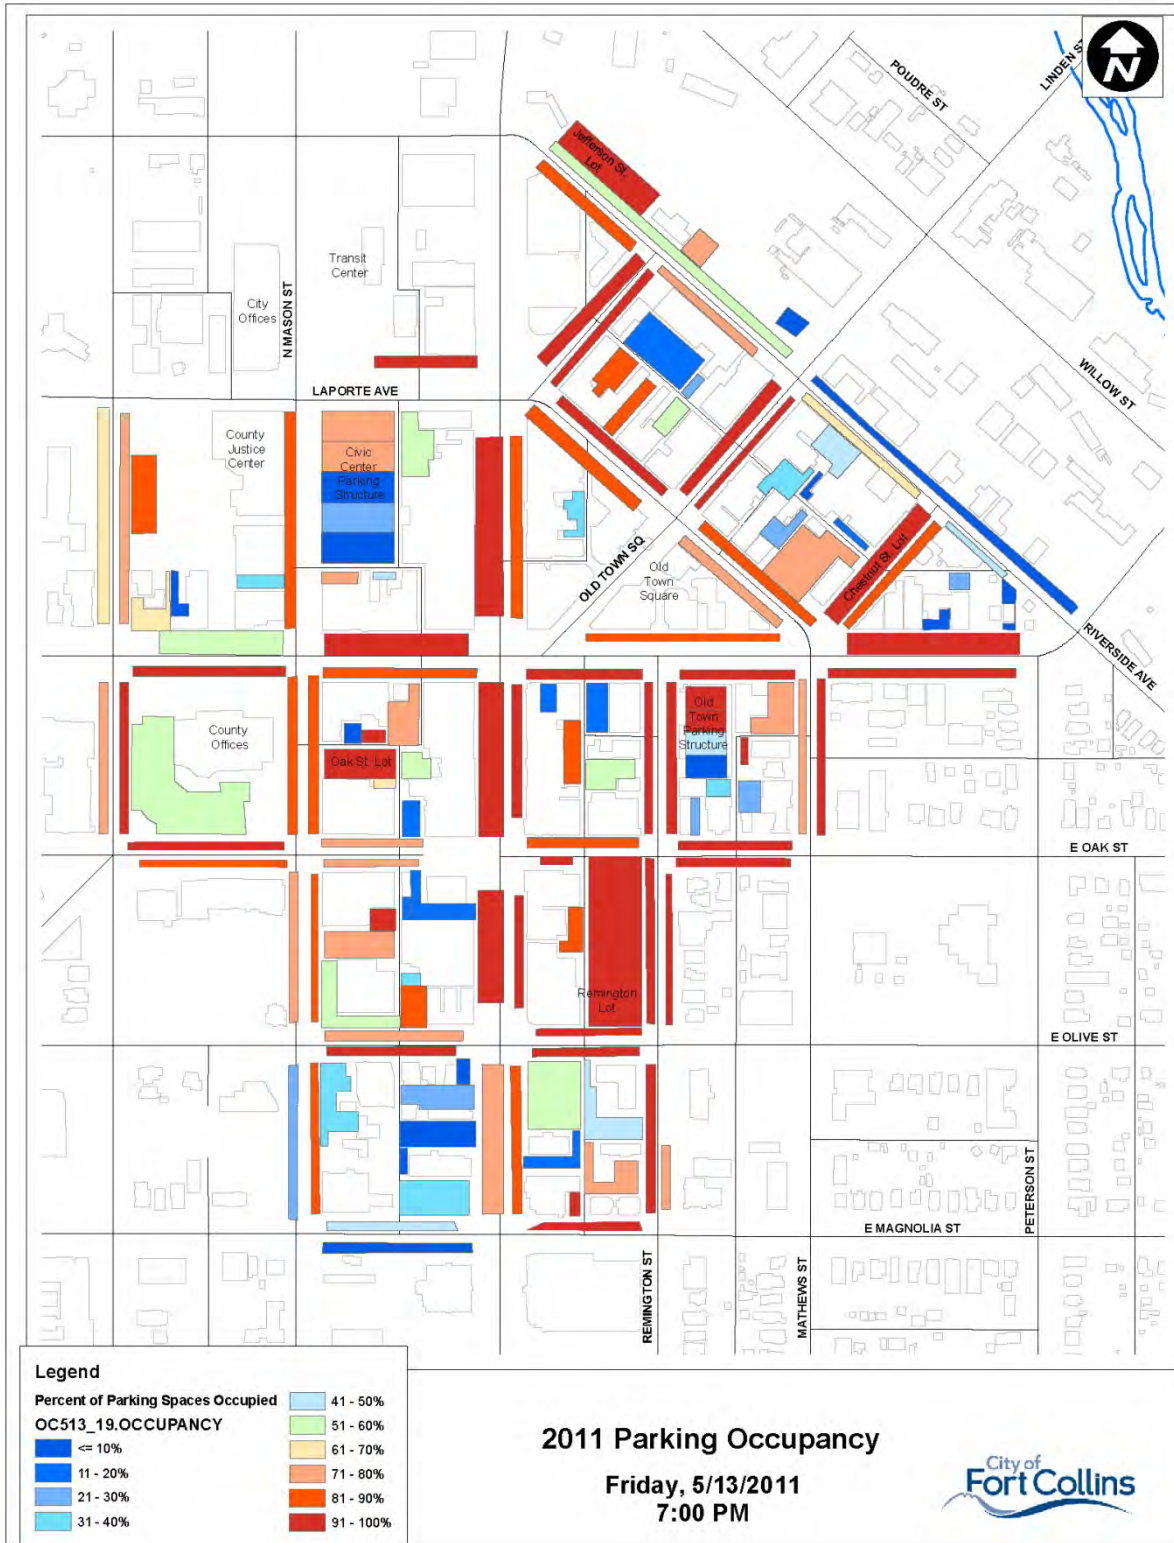 N
LINDEN ST
POUDRE ST
Jefferson St.
Lot
Transit
Center
City
Offices
N MASON ST
WILLOW ST
LAPORTE AVE
County
Justice
Center
Civic
Center
Parking
Structure
OLD TOWN SQ
Old
Town
Square
Chestnut St. Lot
RIVERSIDE AVE
County
Offices
Oak St. Lot
Old
Town
Parking
Structure
E OAK ST
Remington
Lot
E OLIVE ST
PETERSON ST
E MAGNOLIA ST
REMINGTON ST
MATHEWS ST
Legend
Percent of Parking Spaces Occupied
OC513_19.OCCUPANCY
<= 10%
11 - 20%
21 - 30%
31 - 40%
41 - 50%
51 - 60%
61 - 70%
71 - 80%
81 - 90%
91 - 100%
2011 Parking Occupancy
Friday, 5/13/2011
7:00 PM
City of
Fort Collins